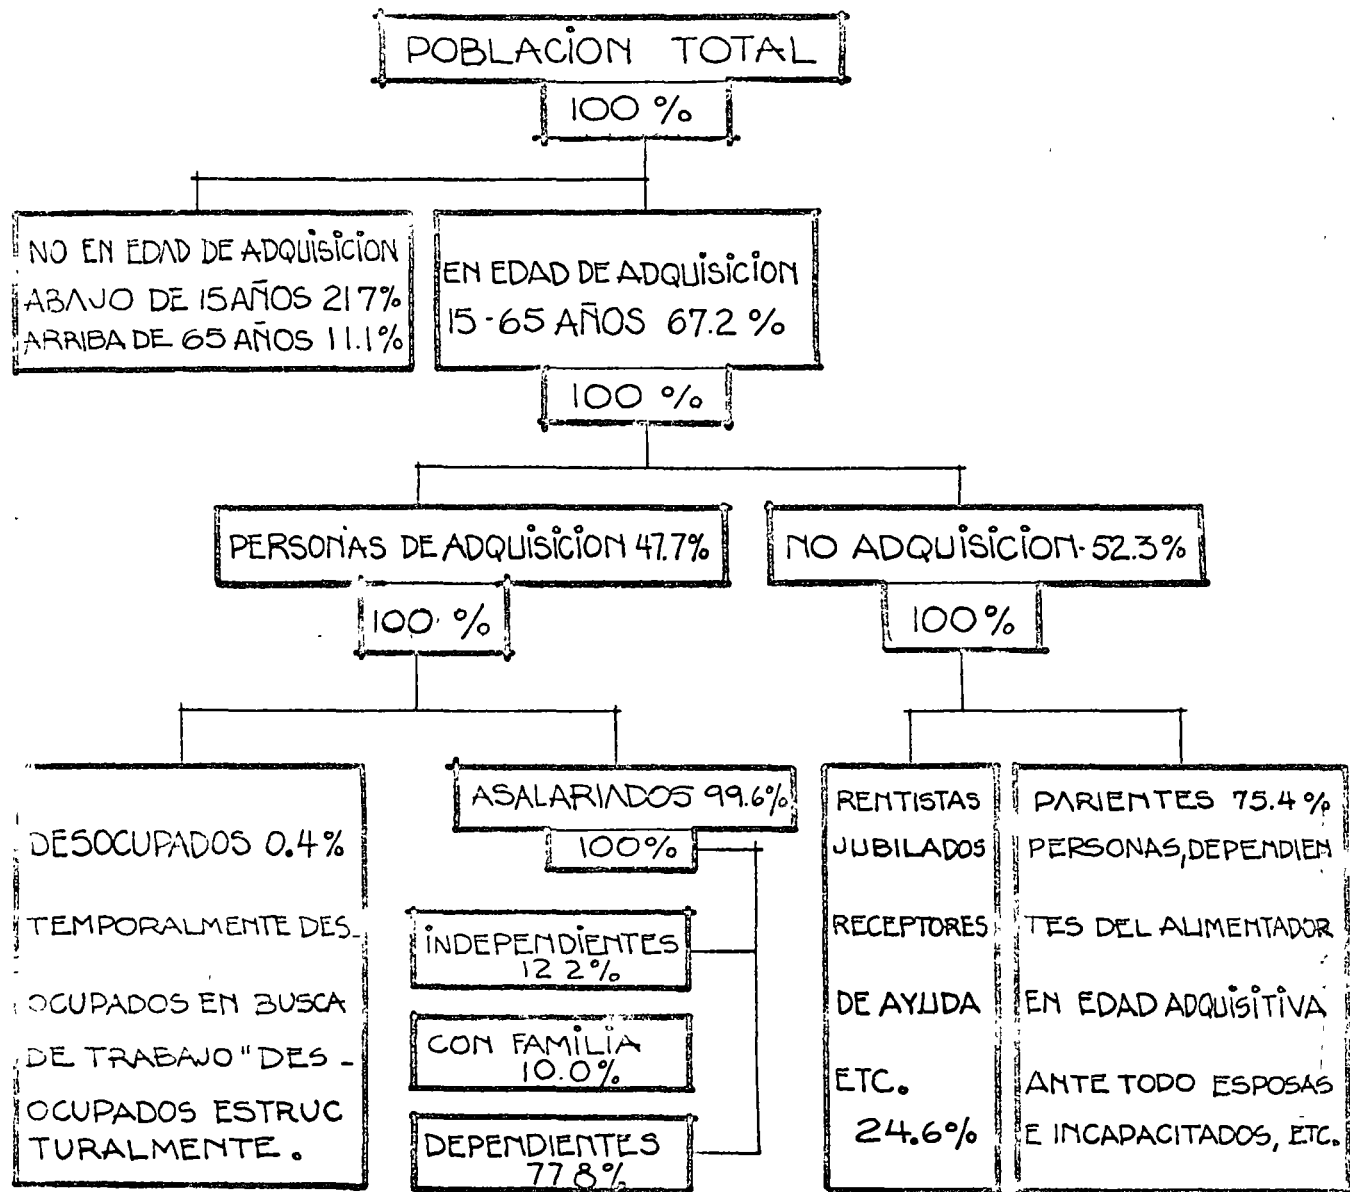 POBLACION TOTAL
100 %
NO EN EDAD DE ADQUISICION
ABAJO DE 15 AÑOS 21 7%
ARRIBA DE 65 AÑOS 11.1%
EN EDAD DE ADQUISICION
15-65 AÑOS 67.2 %
100 %
PERSONAS DE ADQUISICION 47.7%
100 %
NO ADQUISICION- 52.3%
100 %
DESOCUPADOS 0.4%
TEMPORALMENTE DES-
OCUPADOS EN BUSCA
DE TRABAJO "DES -
OCUPADOS ESTRUC
TURALMENTE.
ASALARIADOS 99.6%
100%
INDEPENDIENTES
12 2%
CON FAMILIA
10.0%
DEPENDIENTES
77 8%
RENTISTAS
JUBILADOS
RECEPTORES
DE AYUDA
ETC.
24.6%
PARIENTES 75.4%
PERSONAS, DEPENDIEN
TES DEL ALIMENTADOR
EN EDAD ADQUISITIVA
ANTE TODO ESPOSAS
E INCAPACITADOS, ETC.